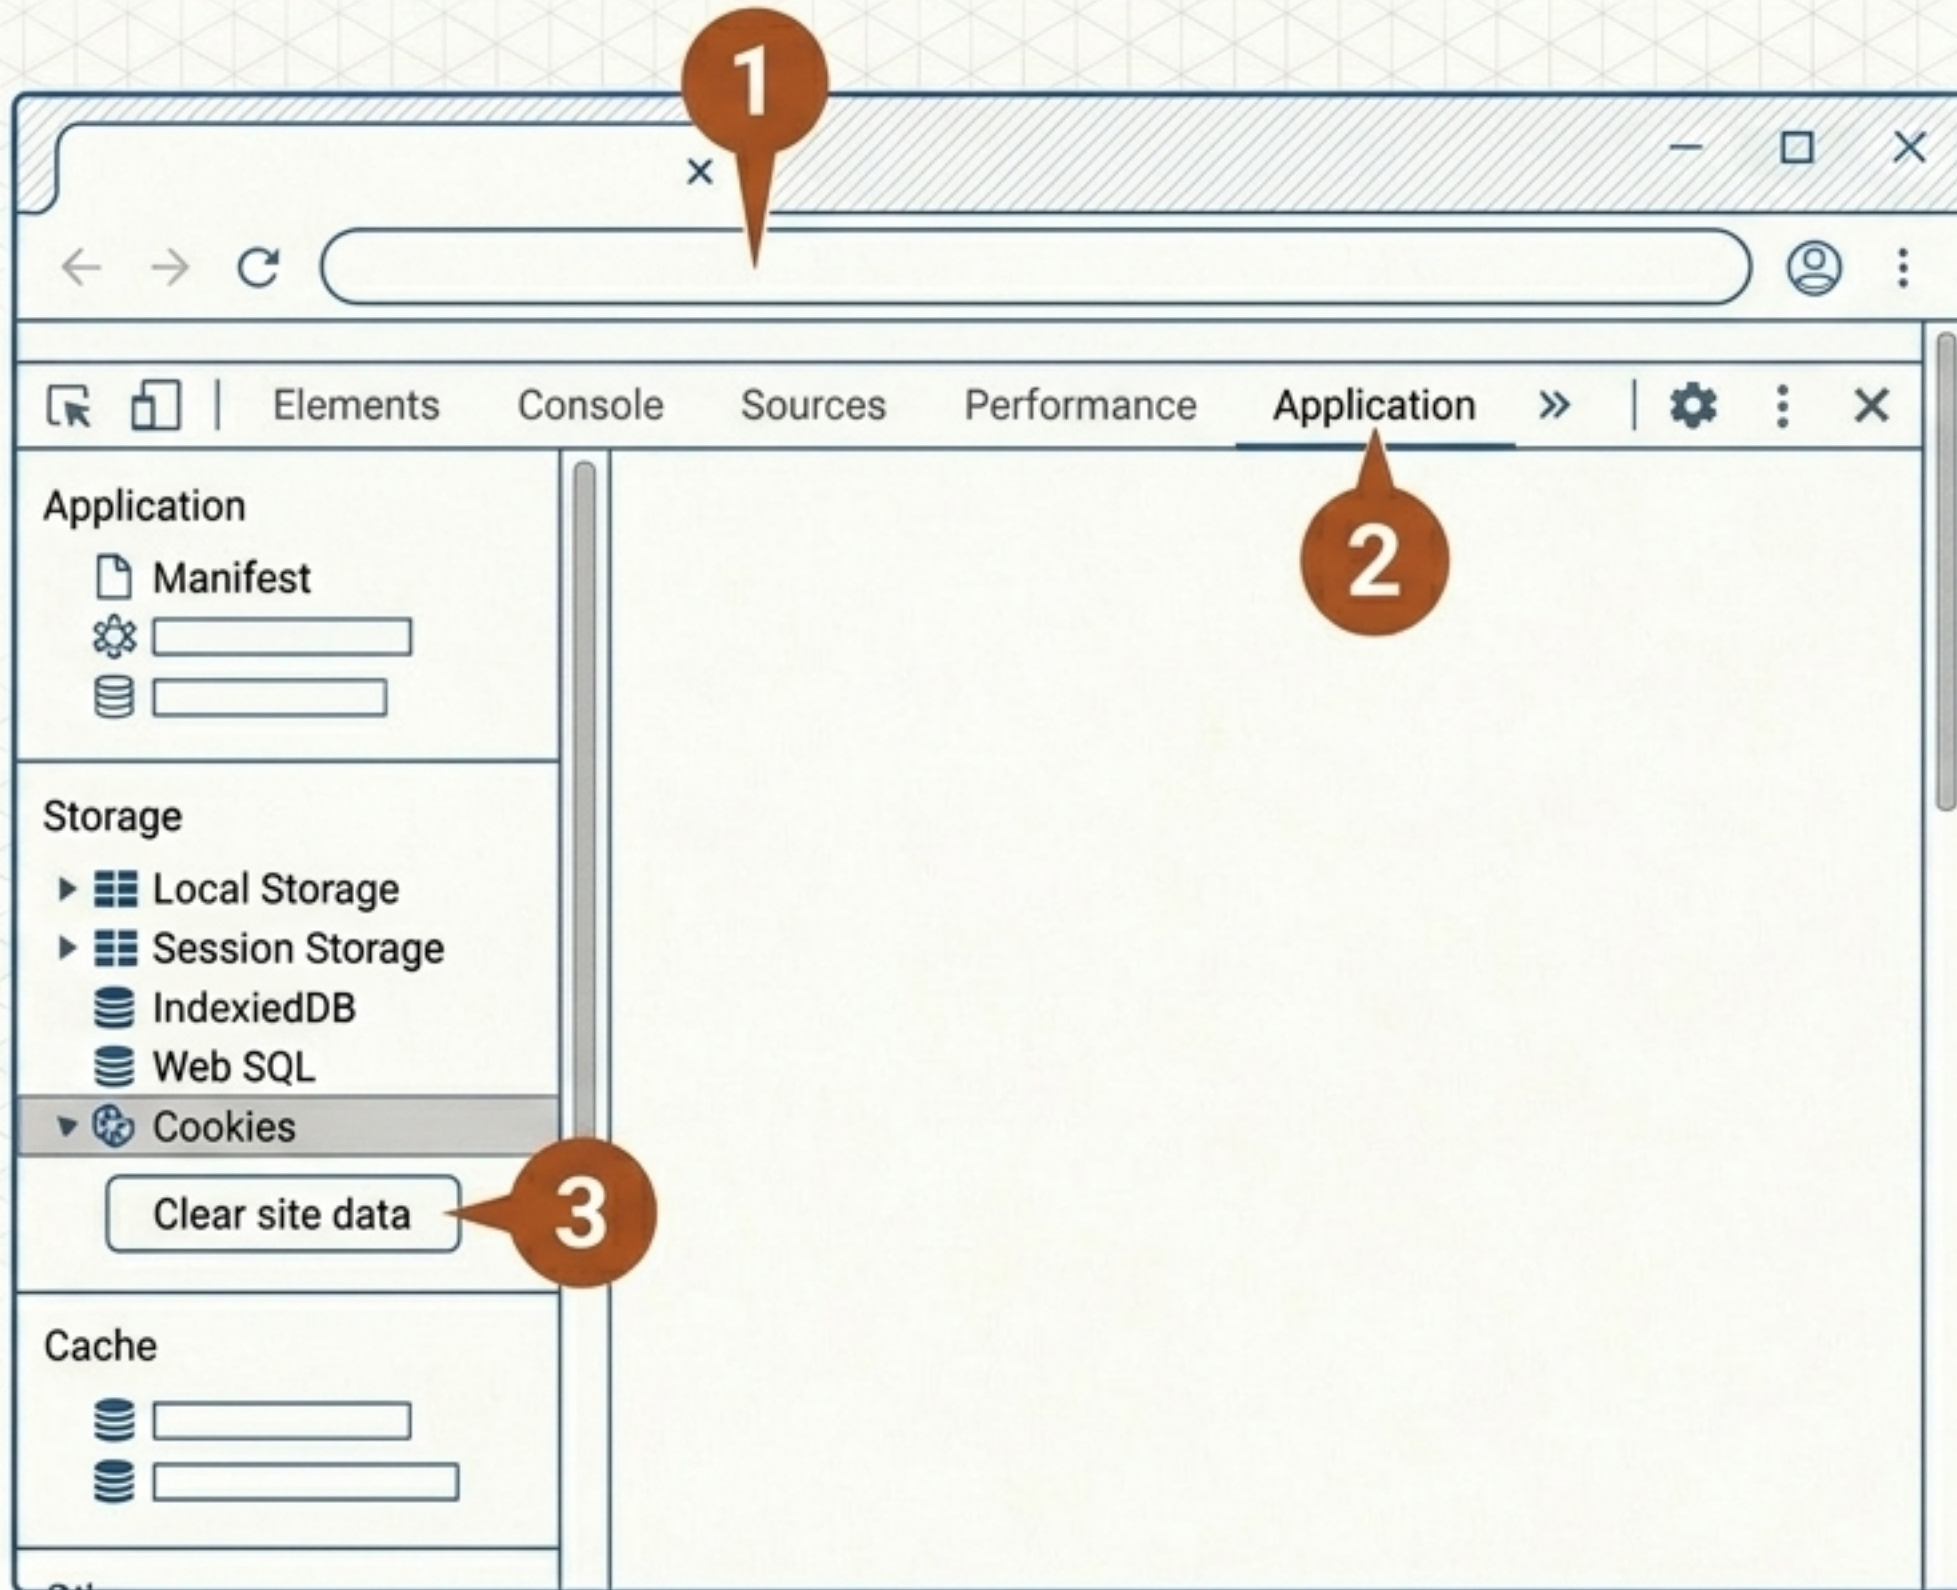 1
Elements Console Sources Performance Application
2
Application
Manifest
Storage
Local Storage
Session Storage
IndexiedDB
Web SQL
Cookies
Clear site data
3
Cache